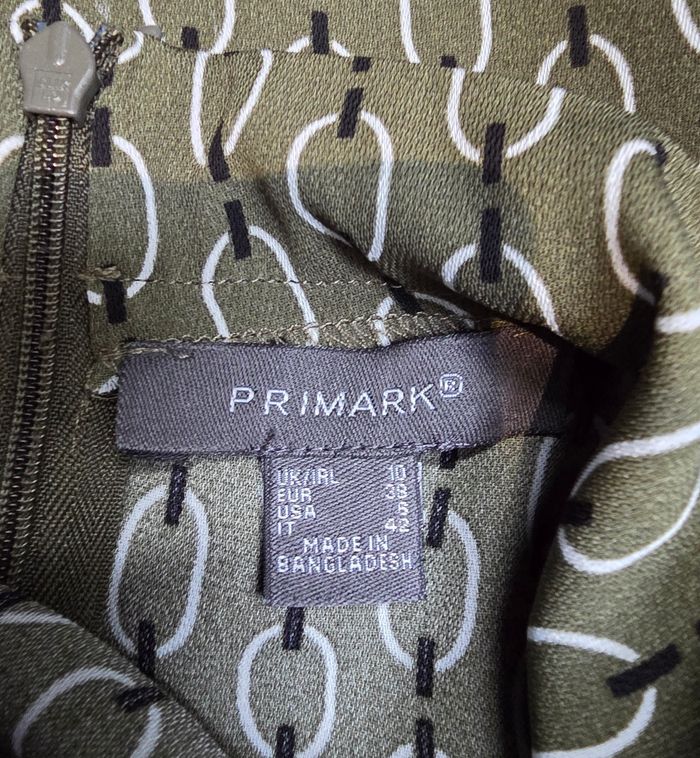 PRIMARK®
UK/IRL 10
EUR 38
USA 6
IT 42
MADE IN
BANGLADESH